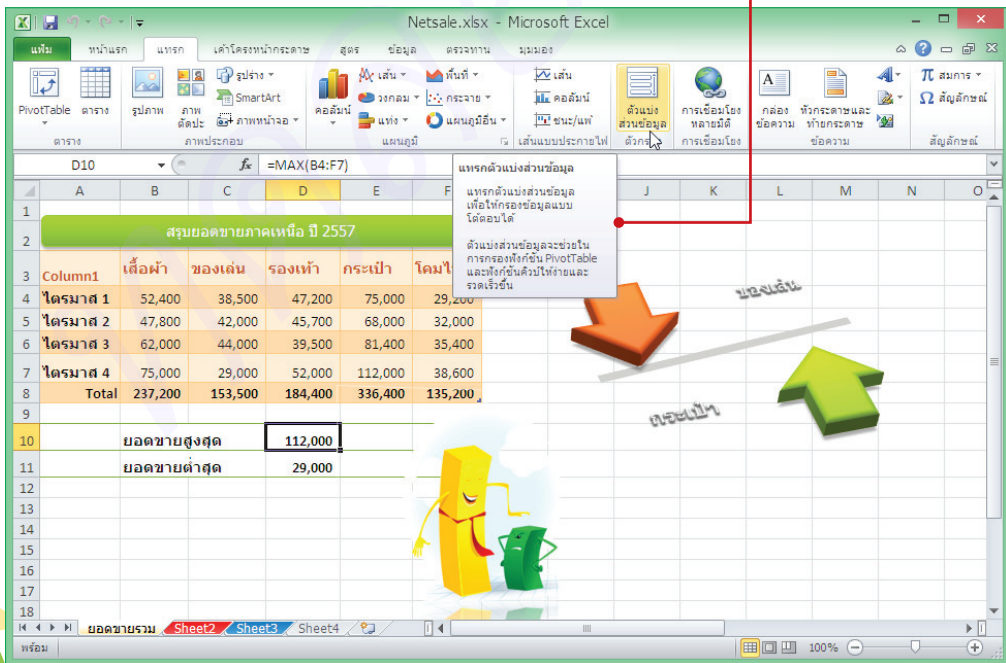 Netsale.xlsx - Microsoft Excel
แฟ้ม หน้าแรก แทรก เค้าโครงหน้ากระดาษ สูตร ข้อมูล ตรวจทาน มุมมอง
PivotTable ตาราง รูปภาพ ภาพตัดปะ รูปร่าง SmartArt ภาพหน้าจอ คอลัมน์ เส้น วงกลม แท่ง พื้นที่ กระจาย แผนภูมิอื่น เส้น คอลัมน์ ชนะ/แพ้ ตัวแบ่งส่วนข้อมูล การเชื่อมโยงหลายมิติ กล่องข้อความ หัวกระดาษและท้ายกระดาษ สมการ สัญลักษณ์
ตาราง ภาพประกอบ แผนภูมิ เส้นแบบประกายไฟ ตัวกร การเชื่อมโยง ข้อความ สัญลักษณ์
D10 fx =MAX(B4:F7)
แทรกตัวแบ่งส่วนข้อมูล
แทรกตัวแบ่งส่วนข้อมูล
เพื่อให้กรองข้อมูลแบบ
โต้ตอบได้
ตัวแบ่งส่วนข้อมูลจะช่วยใน
การกรองฟังก์ชัน PivotTable
และฟังก์ชันคิวบ์ให้ง่ายและ
รวดเร็วขึ้น
A B C D E F J K L M N O
1
2 สรุปยอดขายภาคเหนือ ปี 2557
3 Column1 เสื้อผ้า ของเล่น รองเท้า กระเป๋า โคมไ
4 ไตรมาส 1 52,400 38,500 47,200 75,000 29,200
5 ไตรมาส 2 47,800 42,000 45,700 68,000 32,000
6 ไตรมาส 3 62,000 44,000 39,500 81,400 35,400
7 ไตรมาส 4 75,000 29,000 52,000 112,000 38,600
8 Total 237,200 153,500 184,400 336,400 135,200
ของเล่น
กระเป๋า
9
10 ยอดขายสูงสุด 112,000
11 ยอดขายต่ำสุด 29,000
12
13
14
15
16
17
18
ยอดขายรวม Sheet2 Sheet3 Sheet4
พร้อม 100%